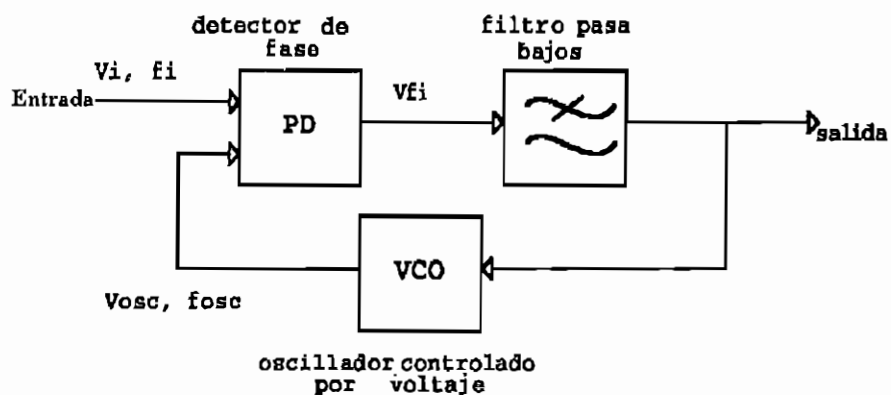 detector de
fase
filtro pasa
bajos
Vi, fi
Entrada
PD
Vfi
salida
VCO
Vosc, fosc
oscillador controlado
por voltaje